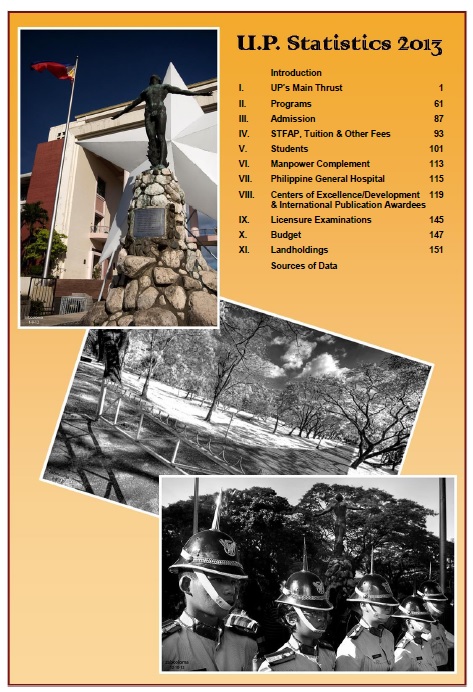 U.P. Statistics 2013
Introduction
I. UP's Main Thrust 1
II. Programs 61
III. Admission 87
IV. STFAP, Tuition & Other Fees 93
V. Students 101
VI. Manpower Complement 113
VII. Philippine General Hospital 115
VIII. Centers of Excellence/Development 119
& International Publication Awardees
IX. Licensure Examinations 145
X. Budget 147
XI. Landholdings 151
Sources of Data